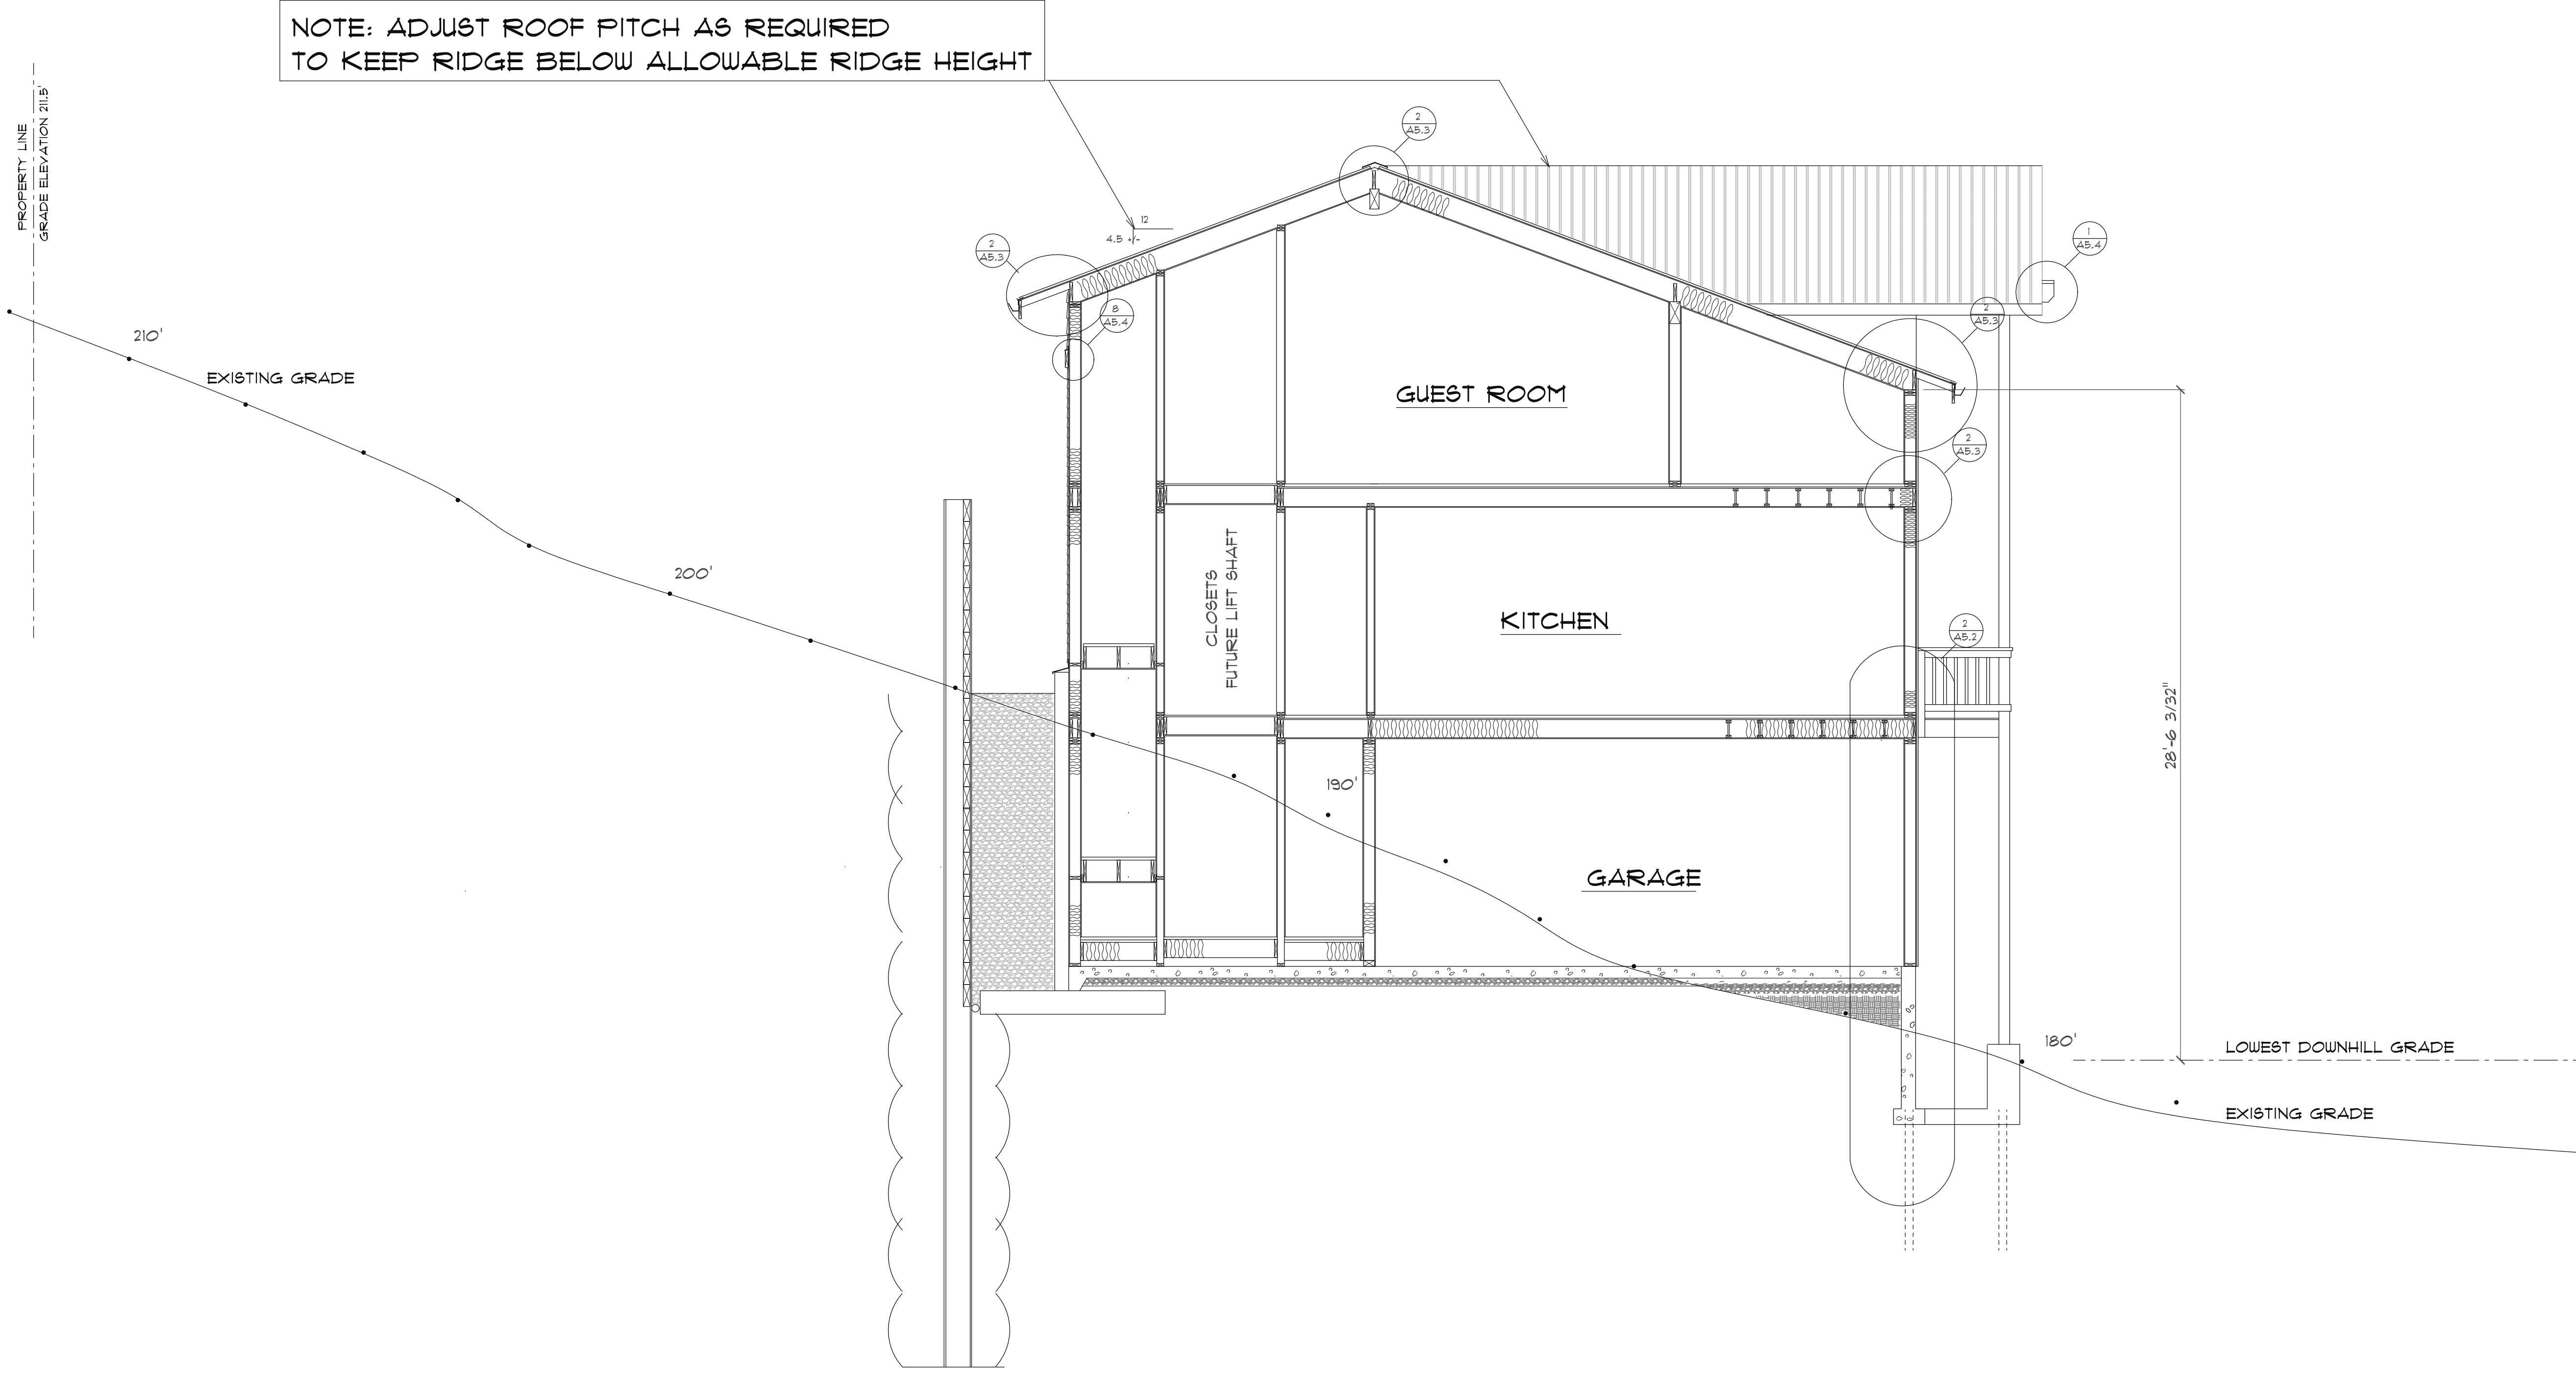 NOTE: ADJUST ROOF PITCH AS REQUIRED
TO KEEP RIDGE BELOW ALLOWABLE RIDGE HEIGHT
PROPERTY LINE
GRADE ELEVATION 211.5'
2
A5.3
12
4.5 +/-
2
A5.3
1
A5.4
8
A5.4
2
A5.3
210'
EXISTING GRADE
GUEST ROOM
2
A5.3
200'
CLOSETS
FUTURE LIFT SHAFT
KITCHEN
2
A5.2
28'-6 3/32"
190'
GARAGE
180'
LOWEST DOWNHILL GRADE
EXISTING GRADE